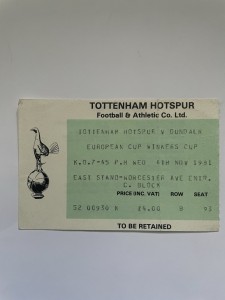 TOTTENHAM HOTSPUR
Football & Athletic Co. Ltd.
TOTTENHAM HOTSPUR V DUNDALK
EUROPEAN CUP WINNERS CUP
K.O.7-45 P.M WED 4TH NOV 1981
EAST STAND-WORCESTER AVE ENTR.
C BLOCK
PRICE (INC. VAT) ROW SEAT
£4.00
TO BE RETAINED